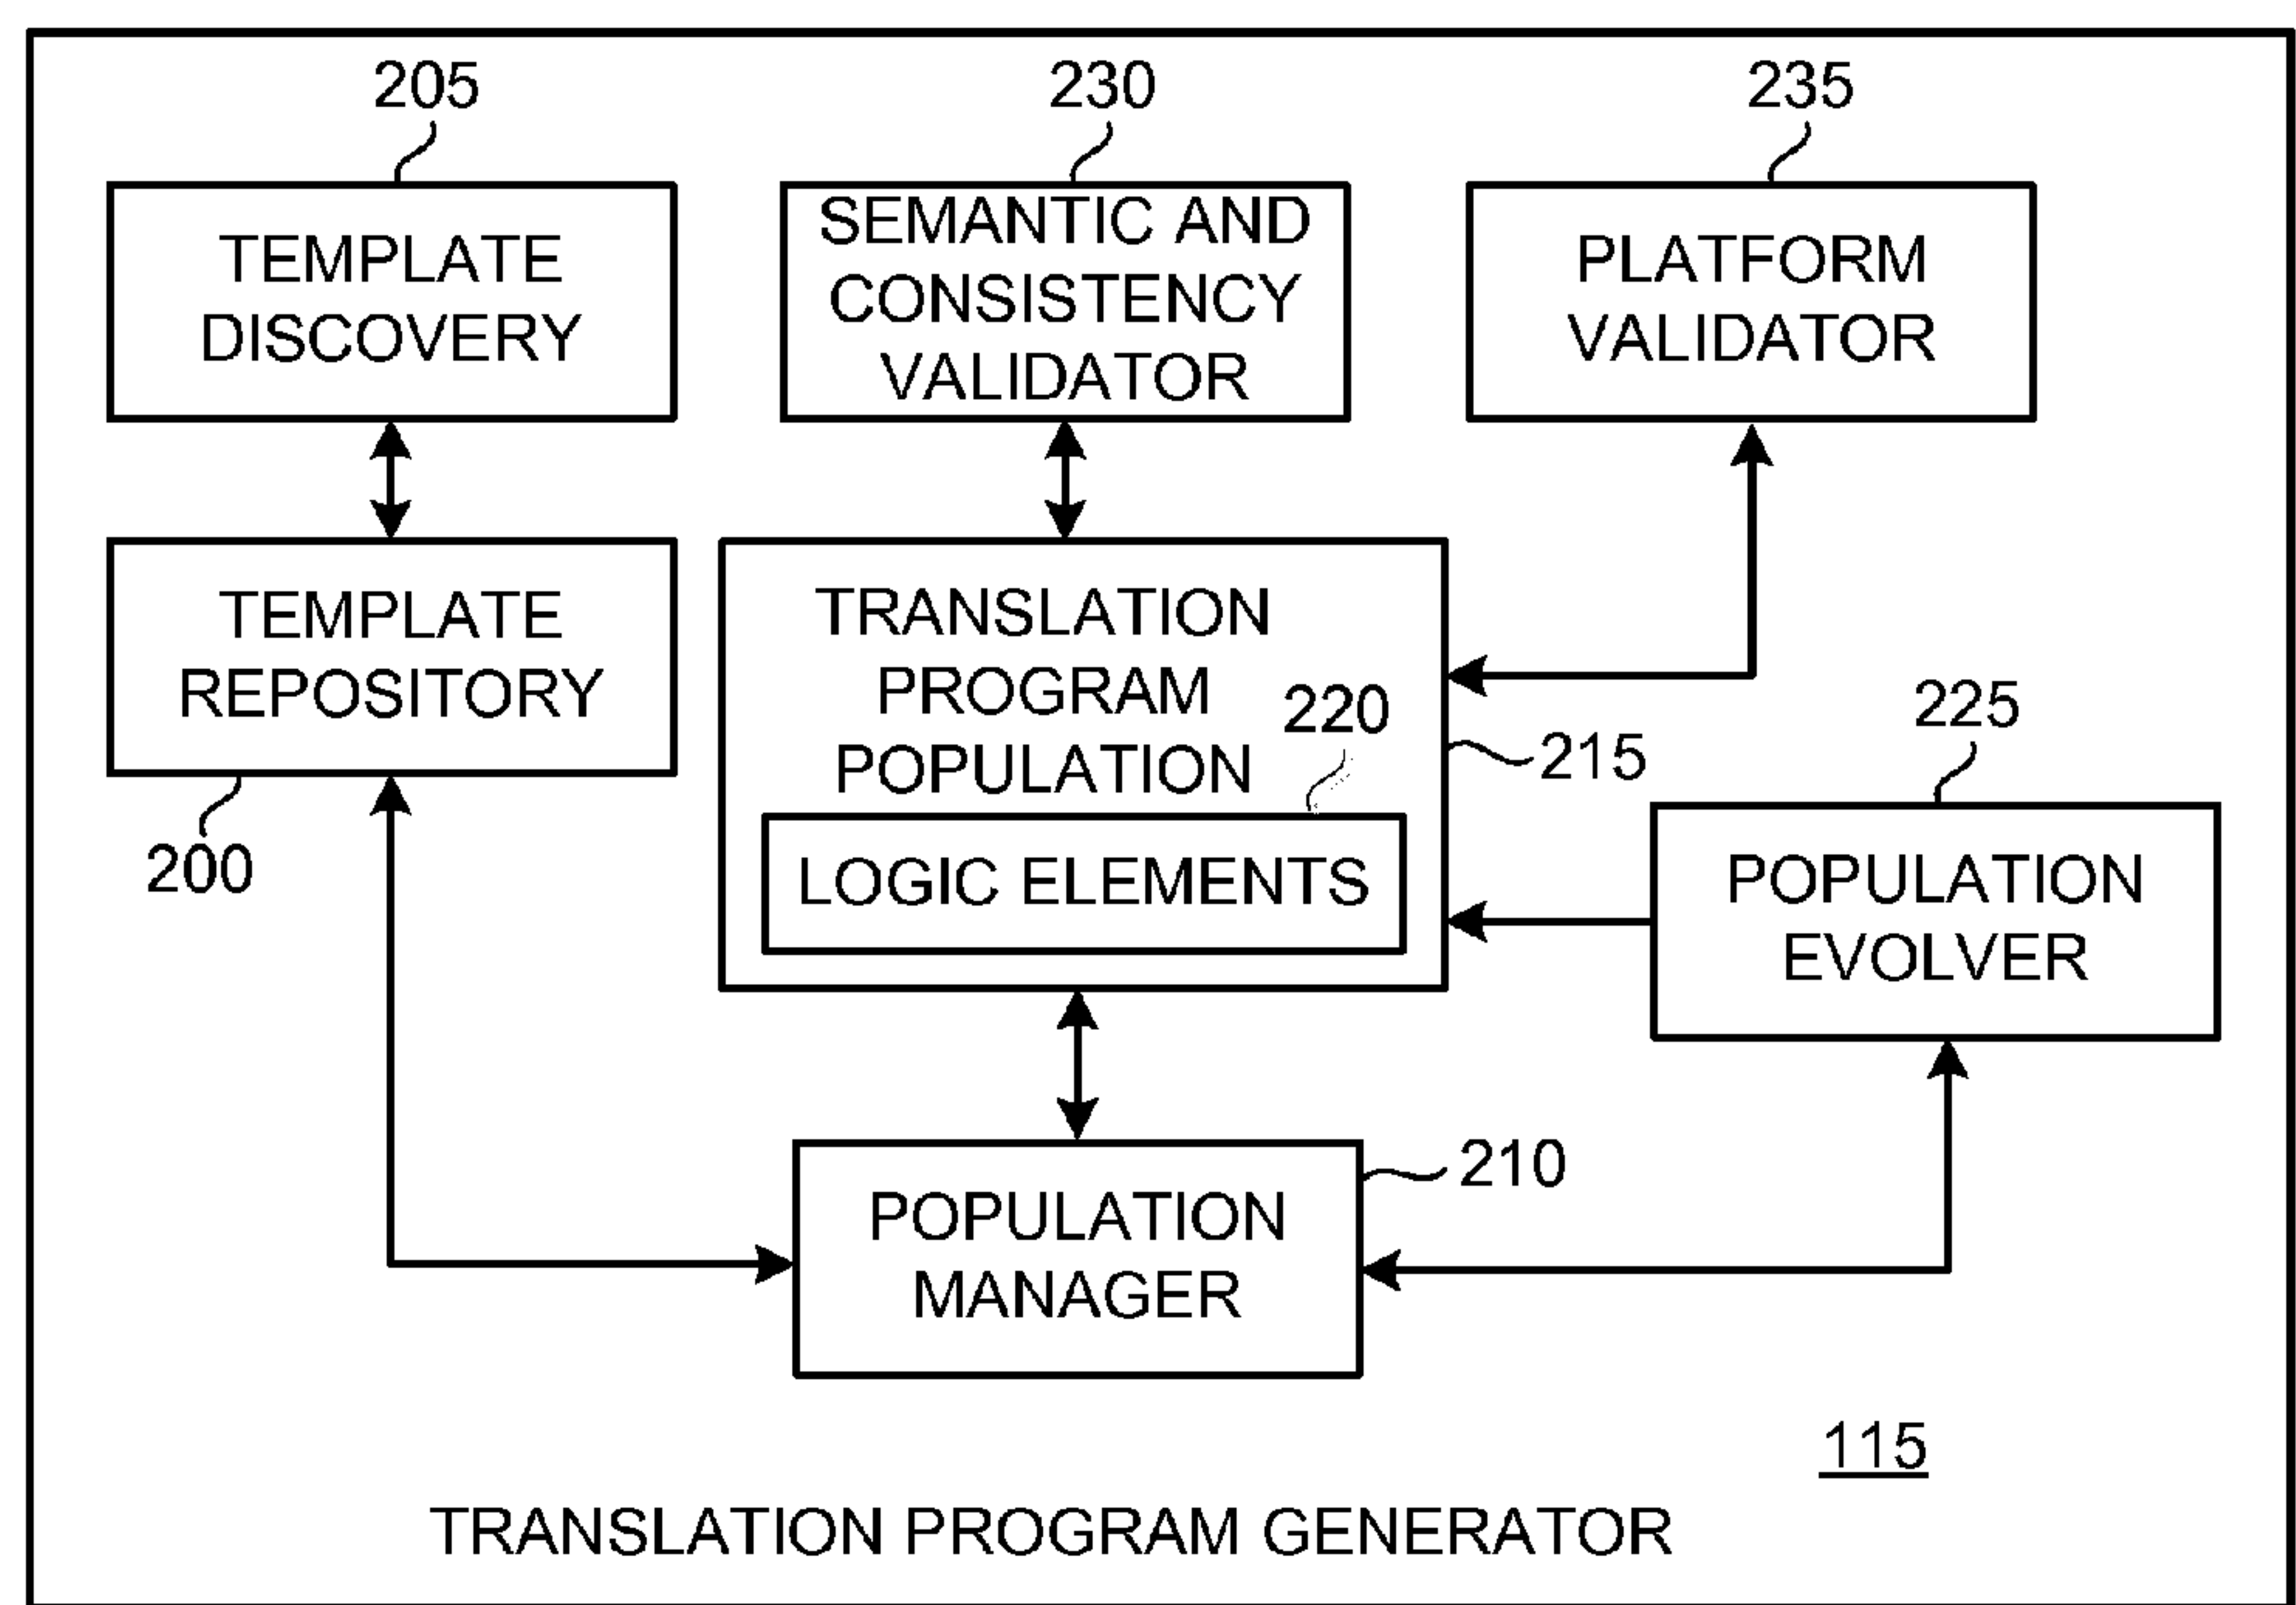 205
230
235
TEMPLATE
DISCOVERY
SEMANTIC AND
CONSISTENCY
VALIDATOR
PLATFORM
VALIDATOR
TEMPLATE
REPOSITORY
200
TRANSLATION
PROGRAM
POPULATION
220
LOGIC ELEMENTS
215
225
POPULATION
EVOLVER
210
POPULATION
MANAGER
115
TRANSLATION PROGRAM GENERATOR